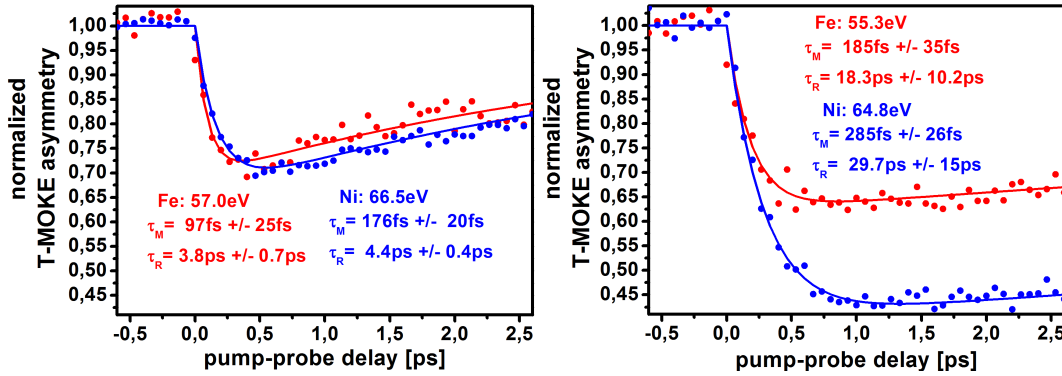 normalized
T-MOKE asymmetry
1,00
0,95
0,90
0,85
0,80
0,75
0,70
0,65
0,60
0,55
0,50
0,45
Fe: 57.0eV
τM= 97fs +/- 25fs
τR= 3.8ps +/- 0.7ps
Ni: 66.5eV
τM= 176fs +/- 20fs
τR= 4.4ps +/- 0.4ps
-0,5 0,0 0,5 1,0 1,5 2,0 2,5
pump-probe delay [ps]
normalized
T-MOKE asymmetry
1,00
0,95
0,90
0,85
0,80
0,75
0,70
0,65
0,60
0,55
0,50
0,45
Fe: 55.3eV
τM= 185fs +/- 35fs
τR= 18.3ps +/- 10.2ps
Ni: 64.8eV
τM= 285fs +/- 26fs
τR= 29.7ps +/- 15ps
-0,5 0,0 0,5 1,0 1,5 2,0 2,5
pump-probe delay [ps]